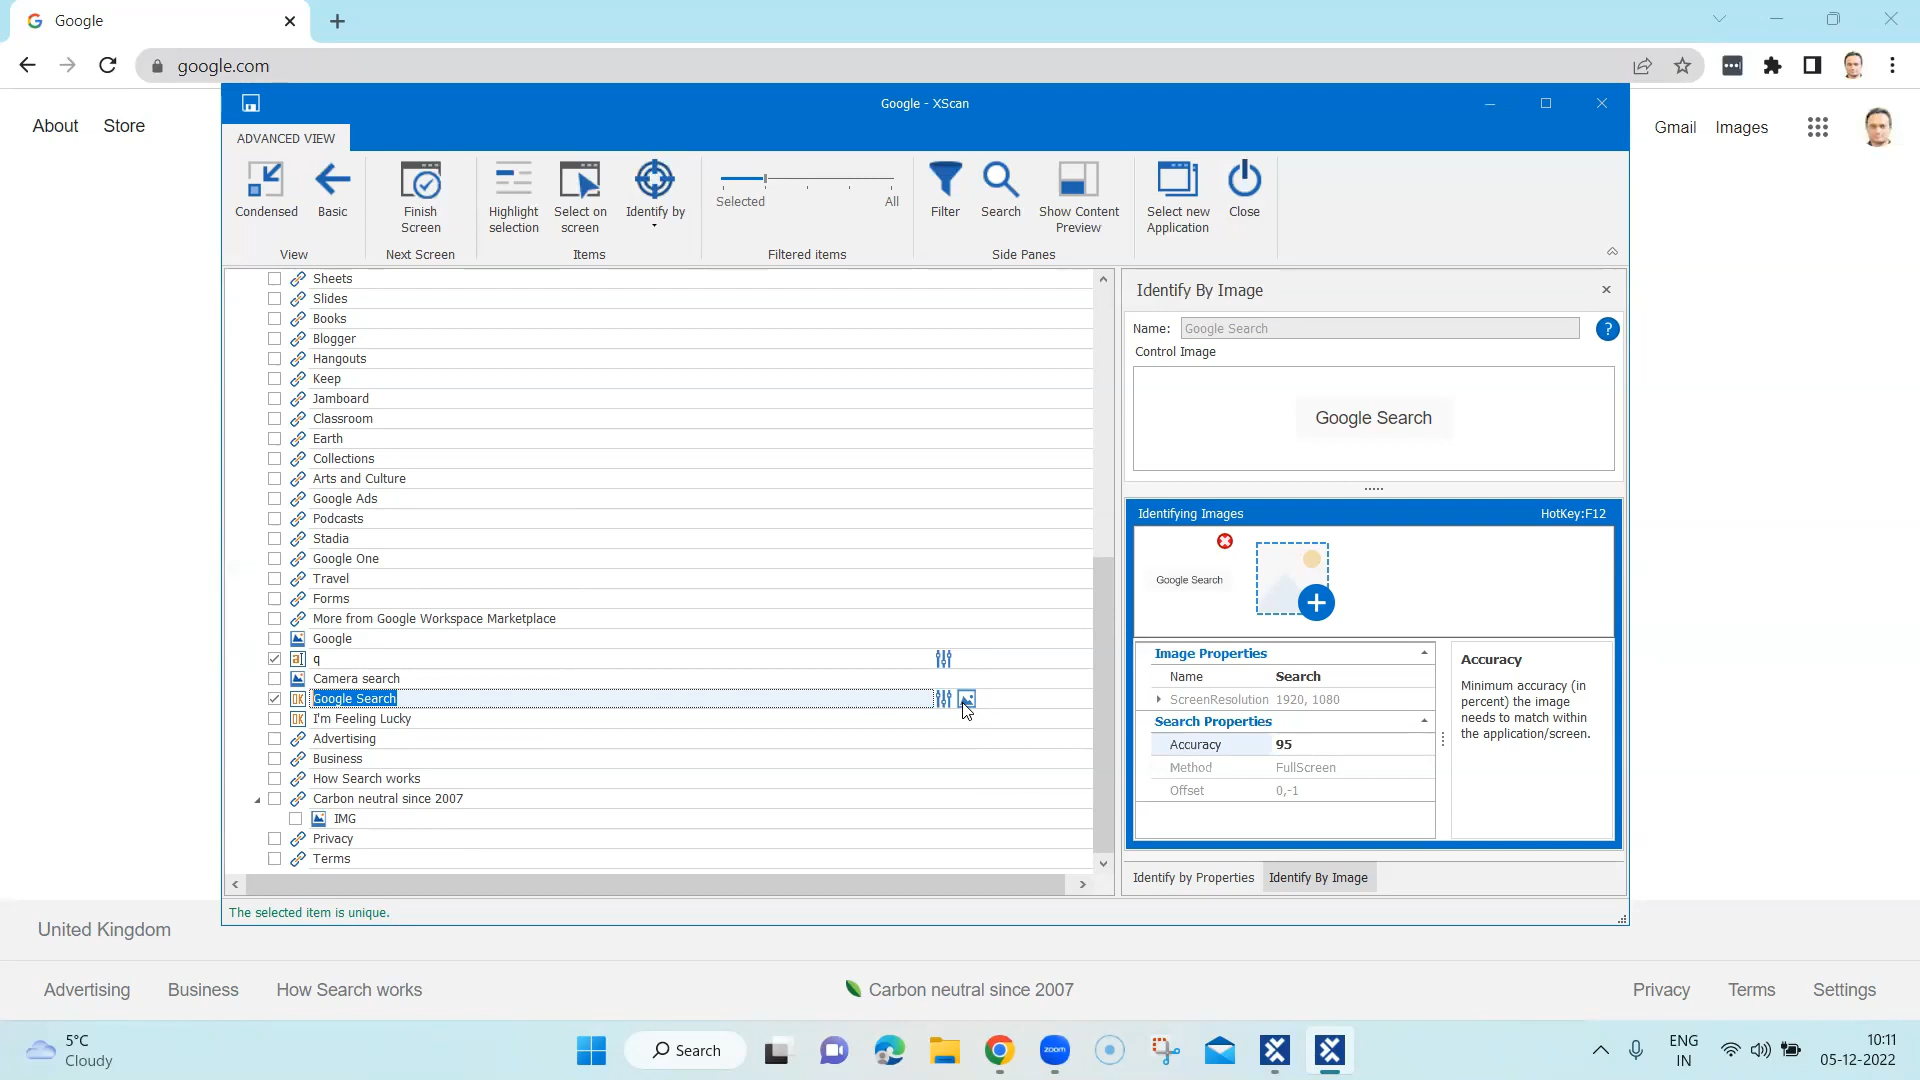 Google
google.com
About Store
Gmail Images
Google - XScan
ADVANCED VIEW
Condensed
Basic
View
Finish
Screen
Next Screen
Highlight
selection
Select on
screen
Identify by
Items
Selected
All
Filtered items
Filter
Search
Show Content
Preview
Side Panes
Select new
Application
Close
Sheets
Slides
Books
Blogger
Hangouts
Keep
Jamboard
Classroom
Earth
Collections
Arts and Culture
Google Ads
Podcasts
Stadia
Google One
Travel
Forms
More from Google Workspace Marketplace
Google
a q
Camera search
OK Google Search
OK I'm Feeling Lucky
Advertising
Business
How Search works
Carbon neutral since 2007
IMG
Privacy
Terms
Identify By Image
Name: Google Search
?
Control Image
Google Search
Identifying Images HotKey:F12
Google Search
Image Properties
Name Search
ScreenResolution 1920, 1080
Search Properties
Accuracy 95
Method FullScreen
Offset 0,-1
Accuracy
Minimum accuracy (in
percent) the image
needs to match within
the application/screen.
Identify by Properties Identify By Image
The selected item is unique.
United Kingdom
Advertising Business How Search works
Carbon neutral since 2007
Privacy Terms Settings
5°C
Cloudy
Search
zoom
ENG
IN
10:11
05-12-2022